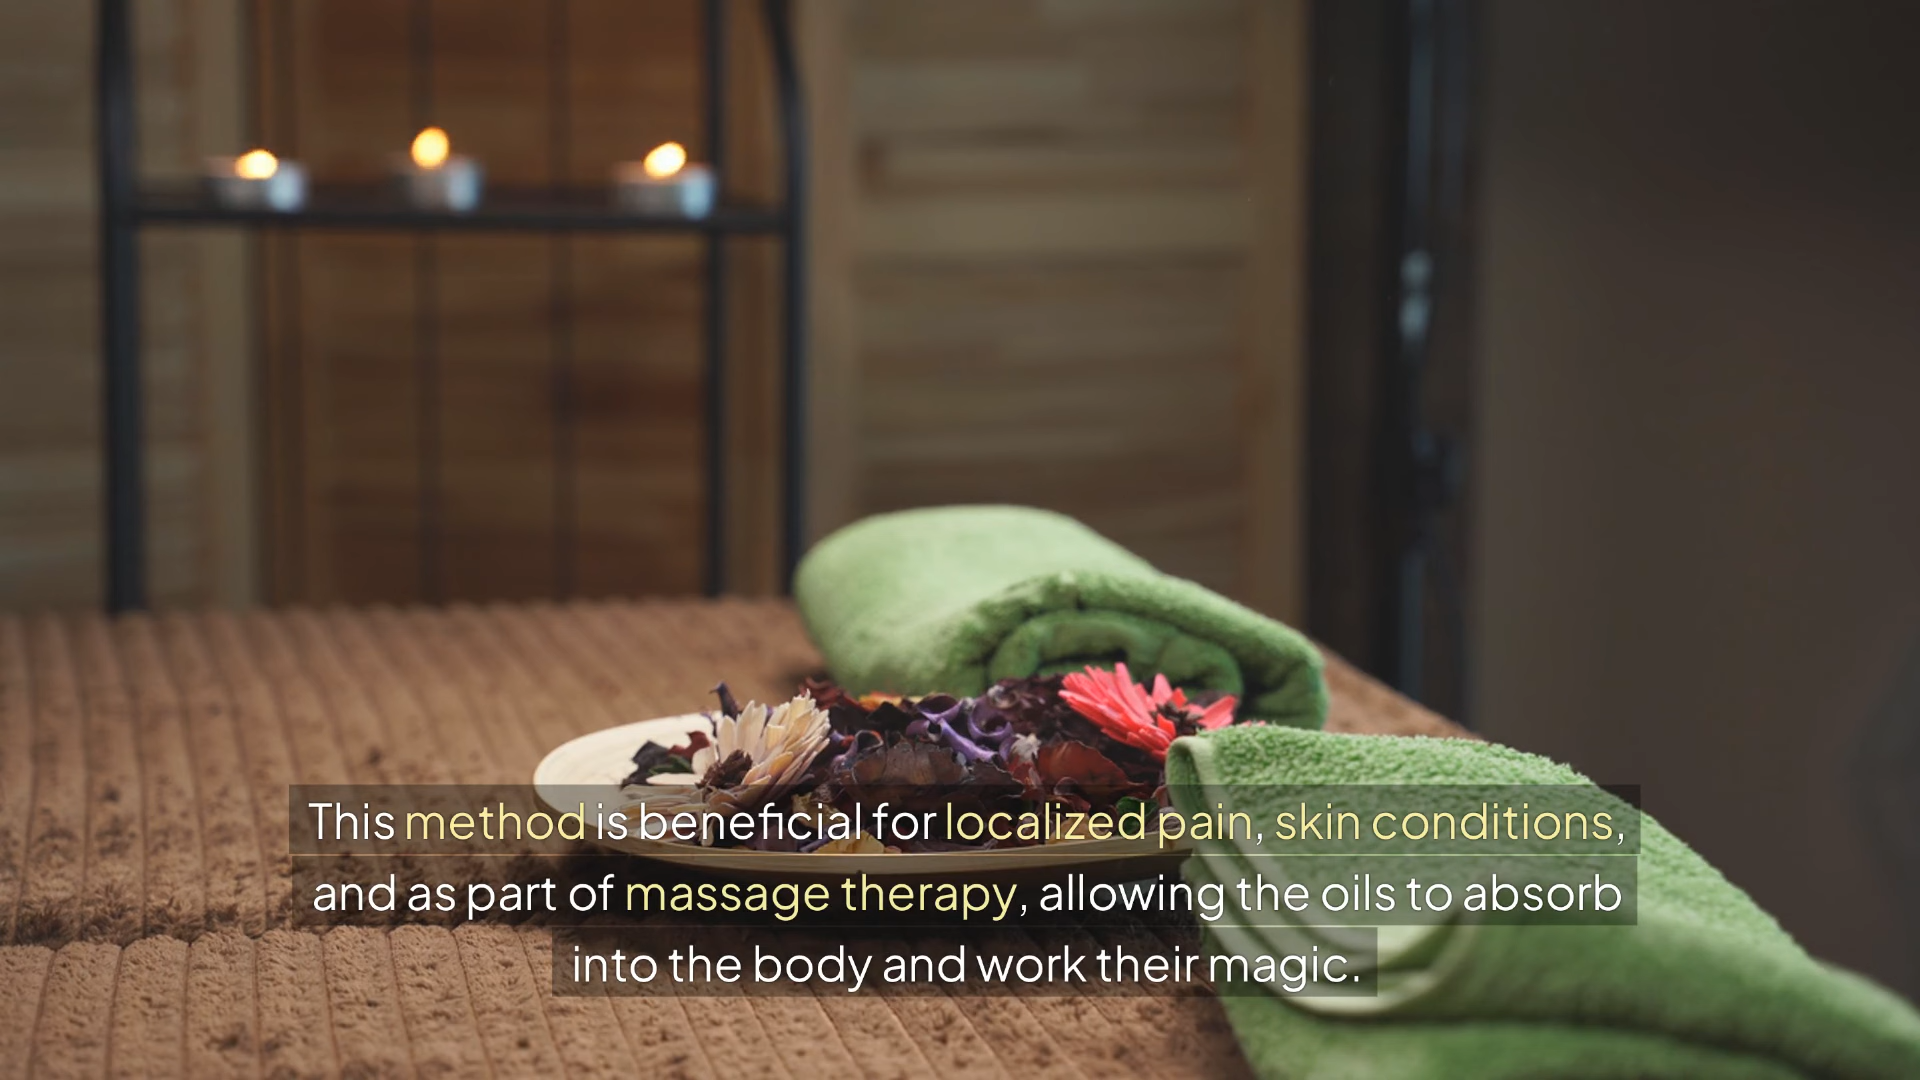 This method is beneficial for localized pain, skin conditions,
and as part of massage therapy, allowing the oils to absorb
into the body and work their magic.